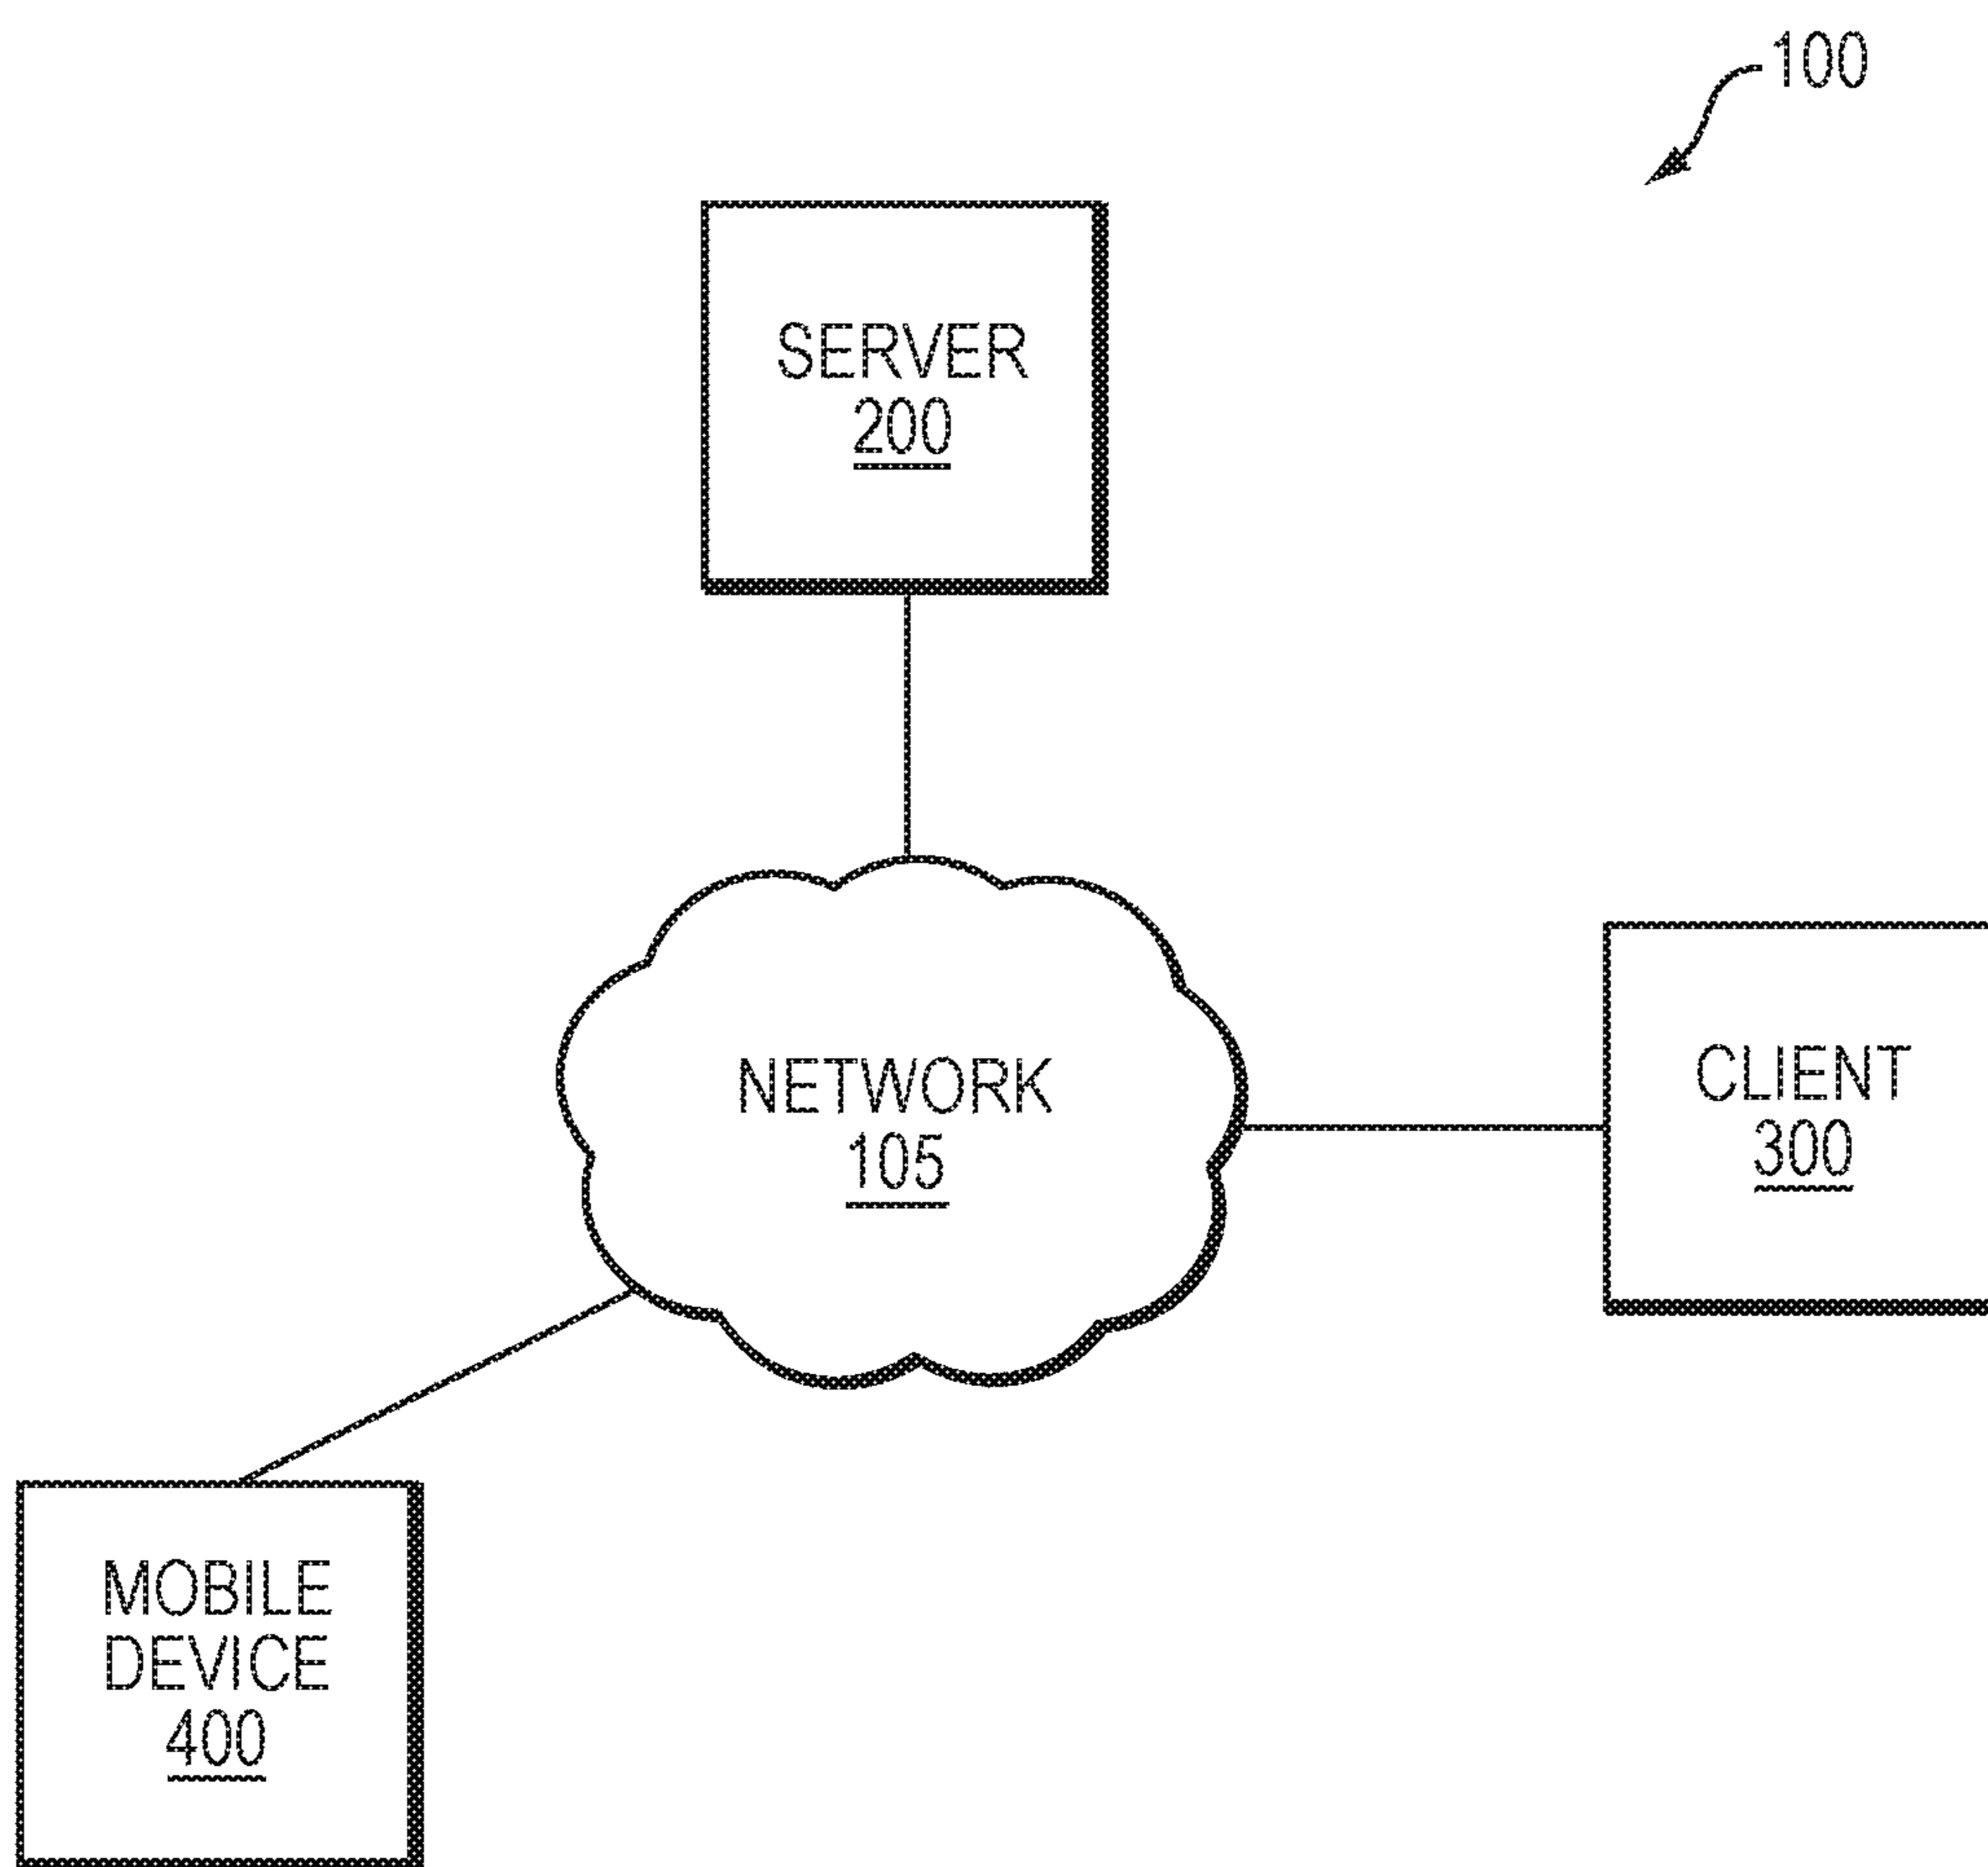 100
SERVER
200
NETWORK
105
CLIENT
300
MOBILE
DEVICE
400